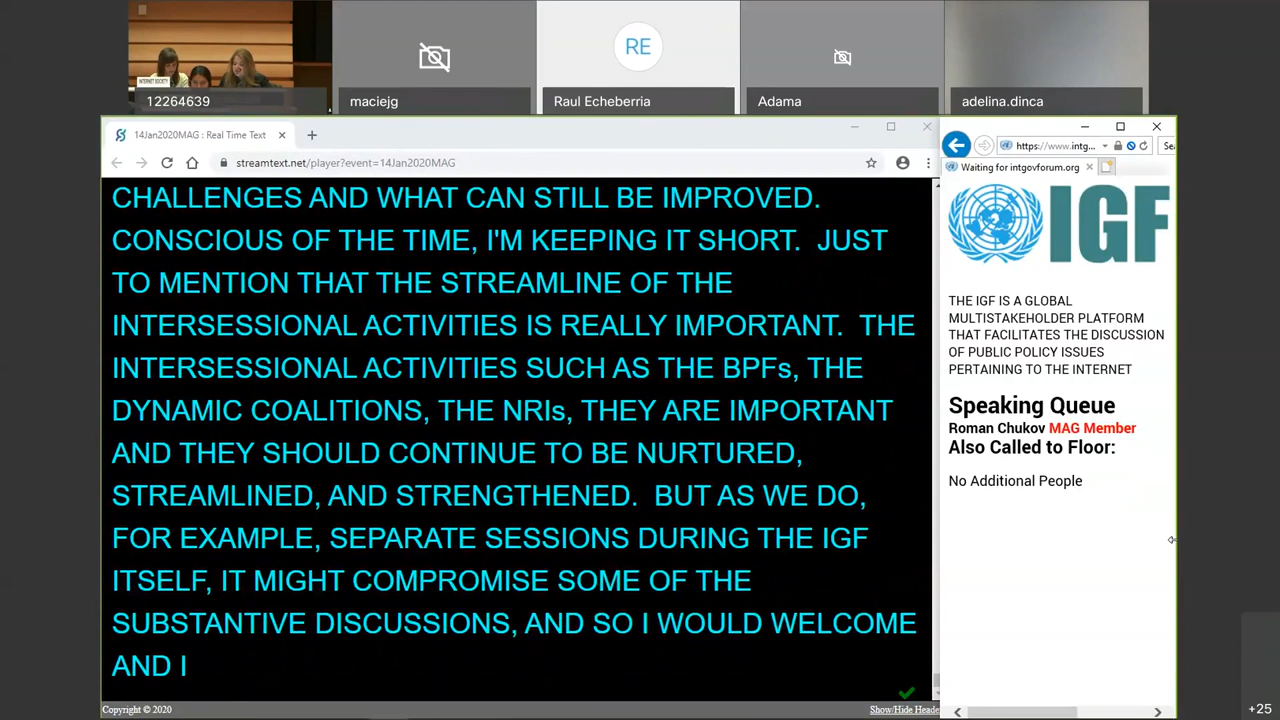 INTERNET SOCIETY
12264639
maciejg
RE
Raul Echeberria
Adama
adelina.dinca
14Jan2020MAG : Real Time Text
streamtext.net/player?event=14Jan2020MAG
CHALLENGES AND WHAT CAN STILL BE IMPROVED.
CONSCIOUS OF THE TIME, I'M KEEPING IT SHORT. JUST
TO MENTION THAT THE STREAMLINE OF THE
INTERSESSIONAL ACTIVITIES IS REALLY IMPORTANT. THE
INTERSESSIONAL ACTIVITIES SUCH AS THE BPFs, THE
DYNAMIC COALITIONS, THE NRIs, THEY ARE IMPORTANT
AND THEY SHOULD CONTINUE TO BE NURTURED,
STREAMLINED, AND STRENGTHENED. BUT AS WE DO,
FOR EXAMPLE, SEPARATE SESSIONS DURING THE IGF
ITSELF, IT MIGHT COMPROMISE SOME OF THE
SUBSTANTIVE DISCUSSIONS, AND SO I WOULD WELCOME
AND I
Copyright © 2020
Show/Hide Heade
https://www.intg...
Sea
Waiting for intgovforum.org
IGF
THE IGF IS A GLOBAL
MULTISTAKEHOLDER PLATFORM
THAT FACILITATES THE DISCUSSION
OF PUBLIC POLICY ISSUES
PERTAINING TO THE INTERNET
Speaking Queue
Roman Chukov MAG Member
Also Called to Floor:
No Additional People
+25